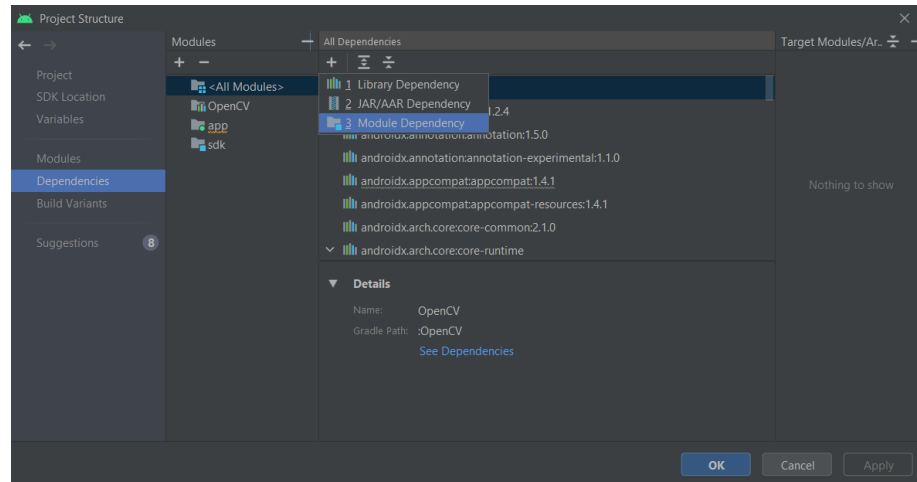 Project Structure
Project
SDK Location
Variables
Modules
Dependencies
Build Variants
Suggestions 8
Modules
<All Modules>
OpenCV
app
sdk
All Dependencies
1 Library Dependency
2 JAR/AAR Dependency
3 Module Dependency
1.2.4
androidx.annotation:annotation:1.5.0
androidx.annotation:annotation-experimental:1.1.0
androidx.appcompat:appcompat:1.4.1
androidx.appcompat:appcompat-resources:1.4.1
androidx.arch.core:core-common:2.1.0
androidx.arch.core:core-runtime
Details
Name: OpenCV
Gradle Path: :OpenCV
See Dependencies
Target Modules/Ar..
Nothing to show
OK
Cancel
Apply